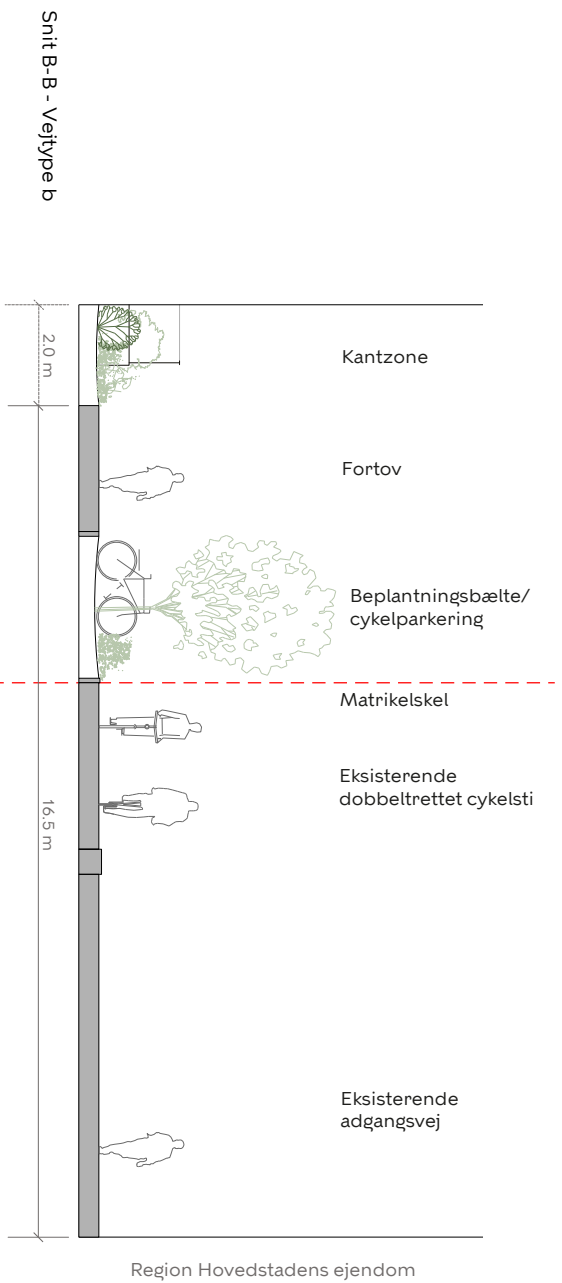 Snit B-B - Vejtype b
2.0 m
Kantzone
Fortov
Beplantningsbælte/
cykelparkering
Matrikelskel
Eksisterende
dobbeltrettet cykelsti
16.5 m
Eksisterende
adgangsvej
Region Hovedstadens ejendom